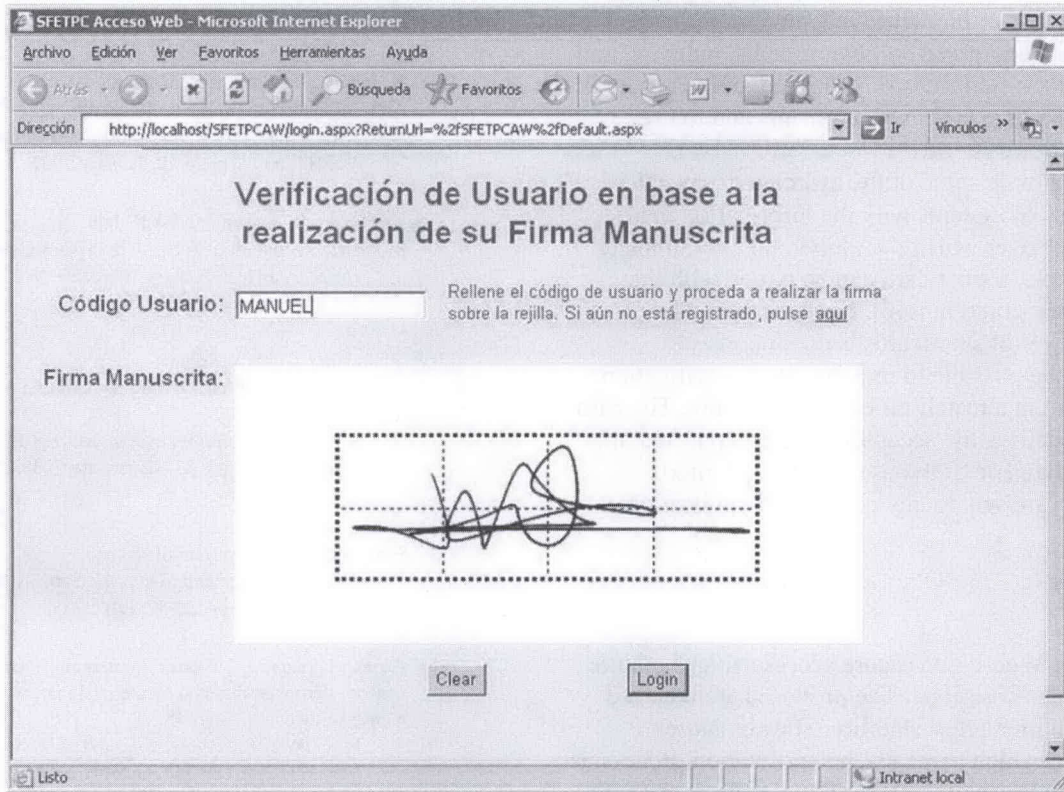 SFETPC Acceso Web - Microsoft Internet Explorer
Archivo Edición Ver Favoritos Herramientas Ayuda
Atrás Búsqueda Favoritos
Dirección http://localhost/SFETPCAW/login.aspx?ReturnUrl=%2fSFETPCAW%2fDefault.aspx Ir Vínculos »
Verificación de Usuario en base a la
realización de su Firma Manuscrita
Código Usuario: MANUEL
Rellene el código de usuario y proceda a realizar la firma
sobre la rejilla. Si aún no está registrado, pulse aquí
Firma Manuscrita:
Clear Login
Listo Intranet local